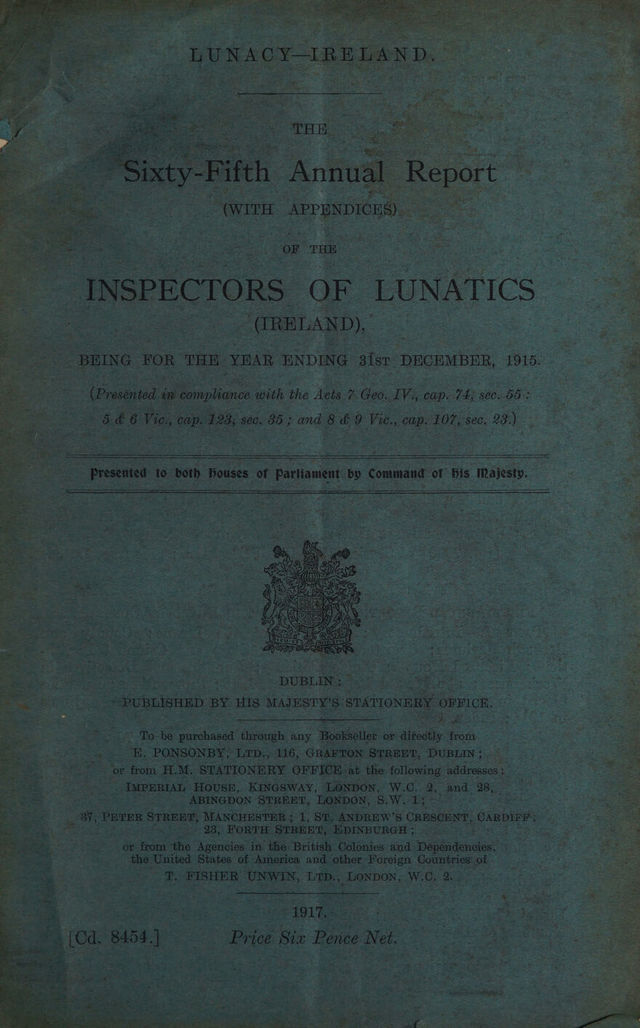 LUNACY—IRELAND.
THE
Sixty-Fifth Annual Report
(WITH APPENDICES)
OF THE
INSPECTORS OF LUNATICS
(IRELAND),
BEING FOR THE YEAR ENDING 31ST DECEMBER, 1915.
(Presented in compliance with the Acts 7 Geo. IV., cap. 74, sec. 55 :
5 & 6 Vic., cap. 123, sec. 35 ; and 8 & 9 Vic., cap. 107, sec. 23.)
Presented to both Houses of Parliament by Command of His Majesty.
DUBLIN :
PUBLISHED BY HIS MAJESTY'S STATIONERY OFFICE.
To be purchased through any Bookseller or directly from
E. PONSONBY, LTD., 116, GRAFTON STREET, DUBLIN ;
or from H.M. STATIONERY OFFICE at the following addresses :
IMPERIAL HOUSE, KINGSWAY, LONDON, W.C. 2, and 28,
ABINGDON STREET, LONDON, S.W. 1 ;
37, PETER STREET, MANCHESTER ; 1, ST. ANDREW'S CRESCENT, CARDIFF ;
23, FORTH STREET, EDINBURGH ;
or from the Agencies in the British Colonies and Dependencies,
the United States of America and other Foreign Countries of
T. FISHER UNWIN, LTD., LONDON, W.C. 2.
1917.
[Cd. 8454.] Price Six Pence Net.